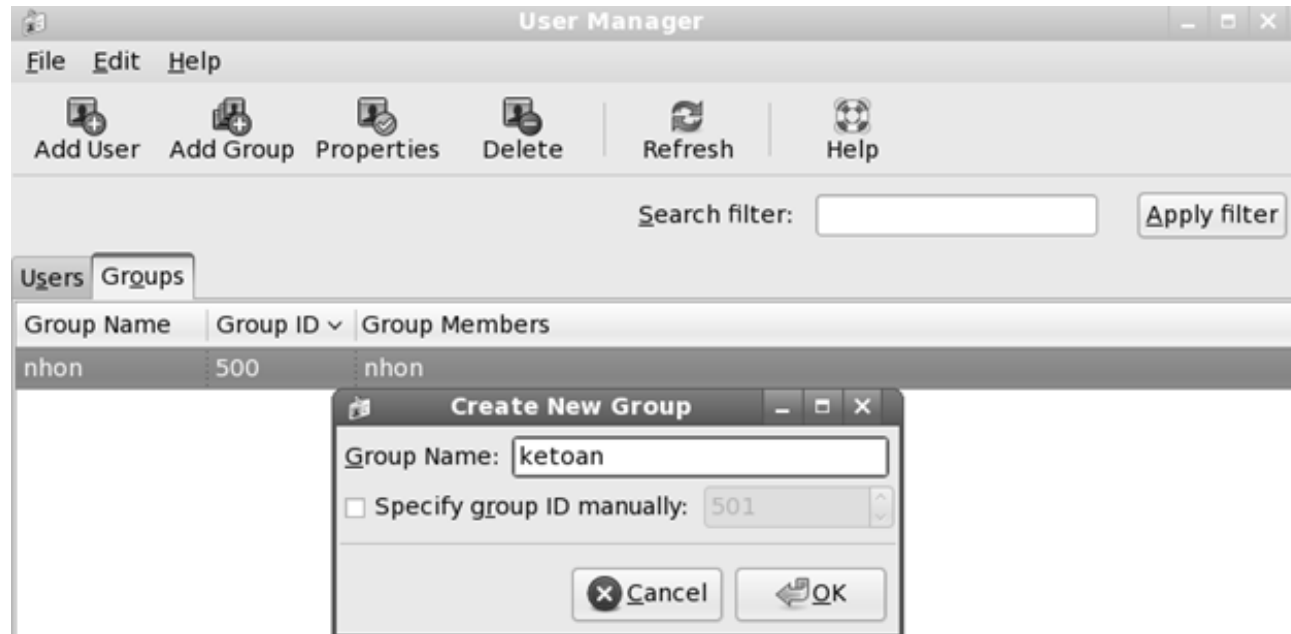 User Manager
File Edit Help
Add User Add Group Properties Delete Refresh Help
Search filter: Apply filter
Users Groups
Group Name Group ID Group Members
nhon 500 nhon
Create New Group
Group Name: ketoan
Specify group ID manually: 501
Cancel OK